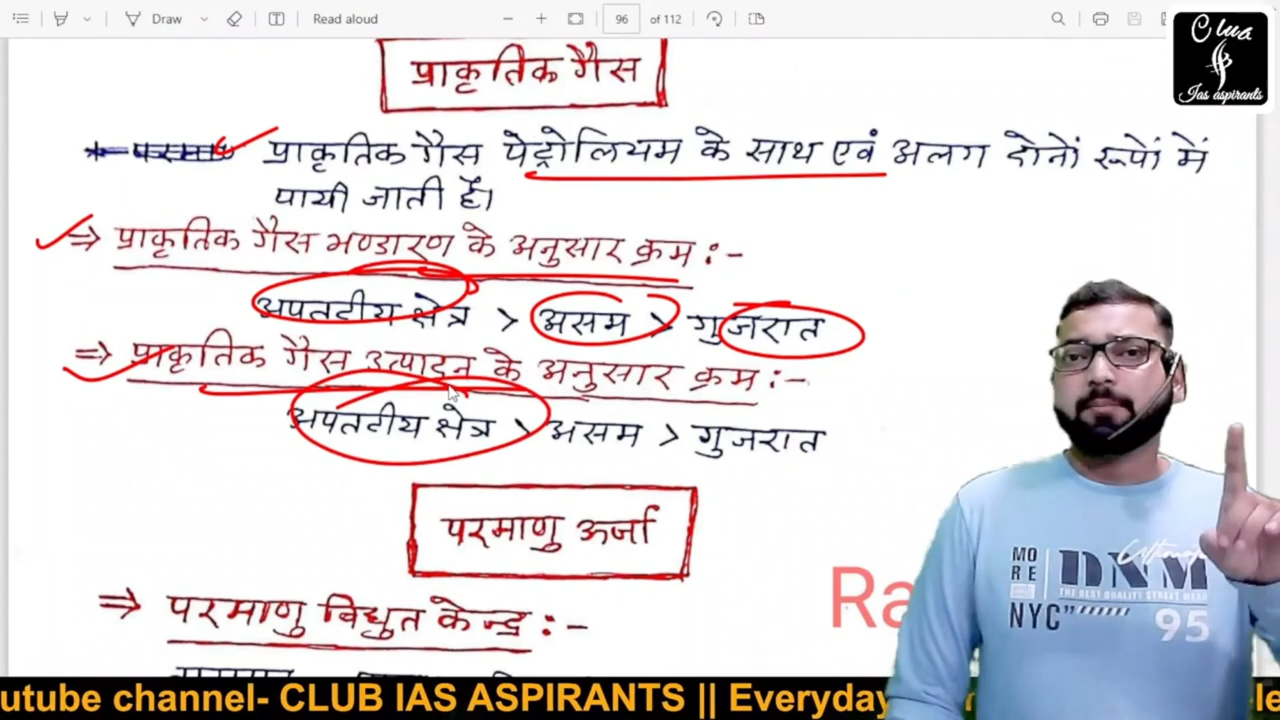 Draw
Read aloud
96 of 112
Club
Ias aspirants
प्राकृतिक गैस
प्राकृतिक गैस पेट्रोलियम के साथ एवं अलग दोनों रूपों में
पायी जाती हैं।
⇒ प्राकृतिक गैस भण्डारण के अनुसार क्रम :-
अपतटीय क्षेत्र > असम > गुजरात
⇒ प्राकृतिक गैस उत्पादन के अनुसार क्रम :-
अपतटीय क्षेत्र > असम > गुजरात
परमाणु ऊर्जा
⇒ परमाणु विद्युत केन्द्र :-
Ra
MO
RE
NYC"
DNM
95
utube channel- CLUB IAS ASPIRANTS || Everyday